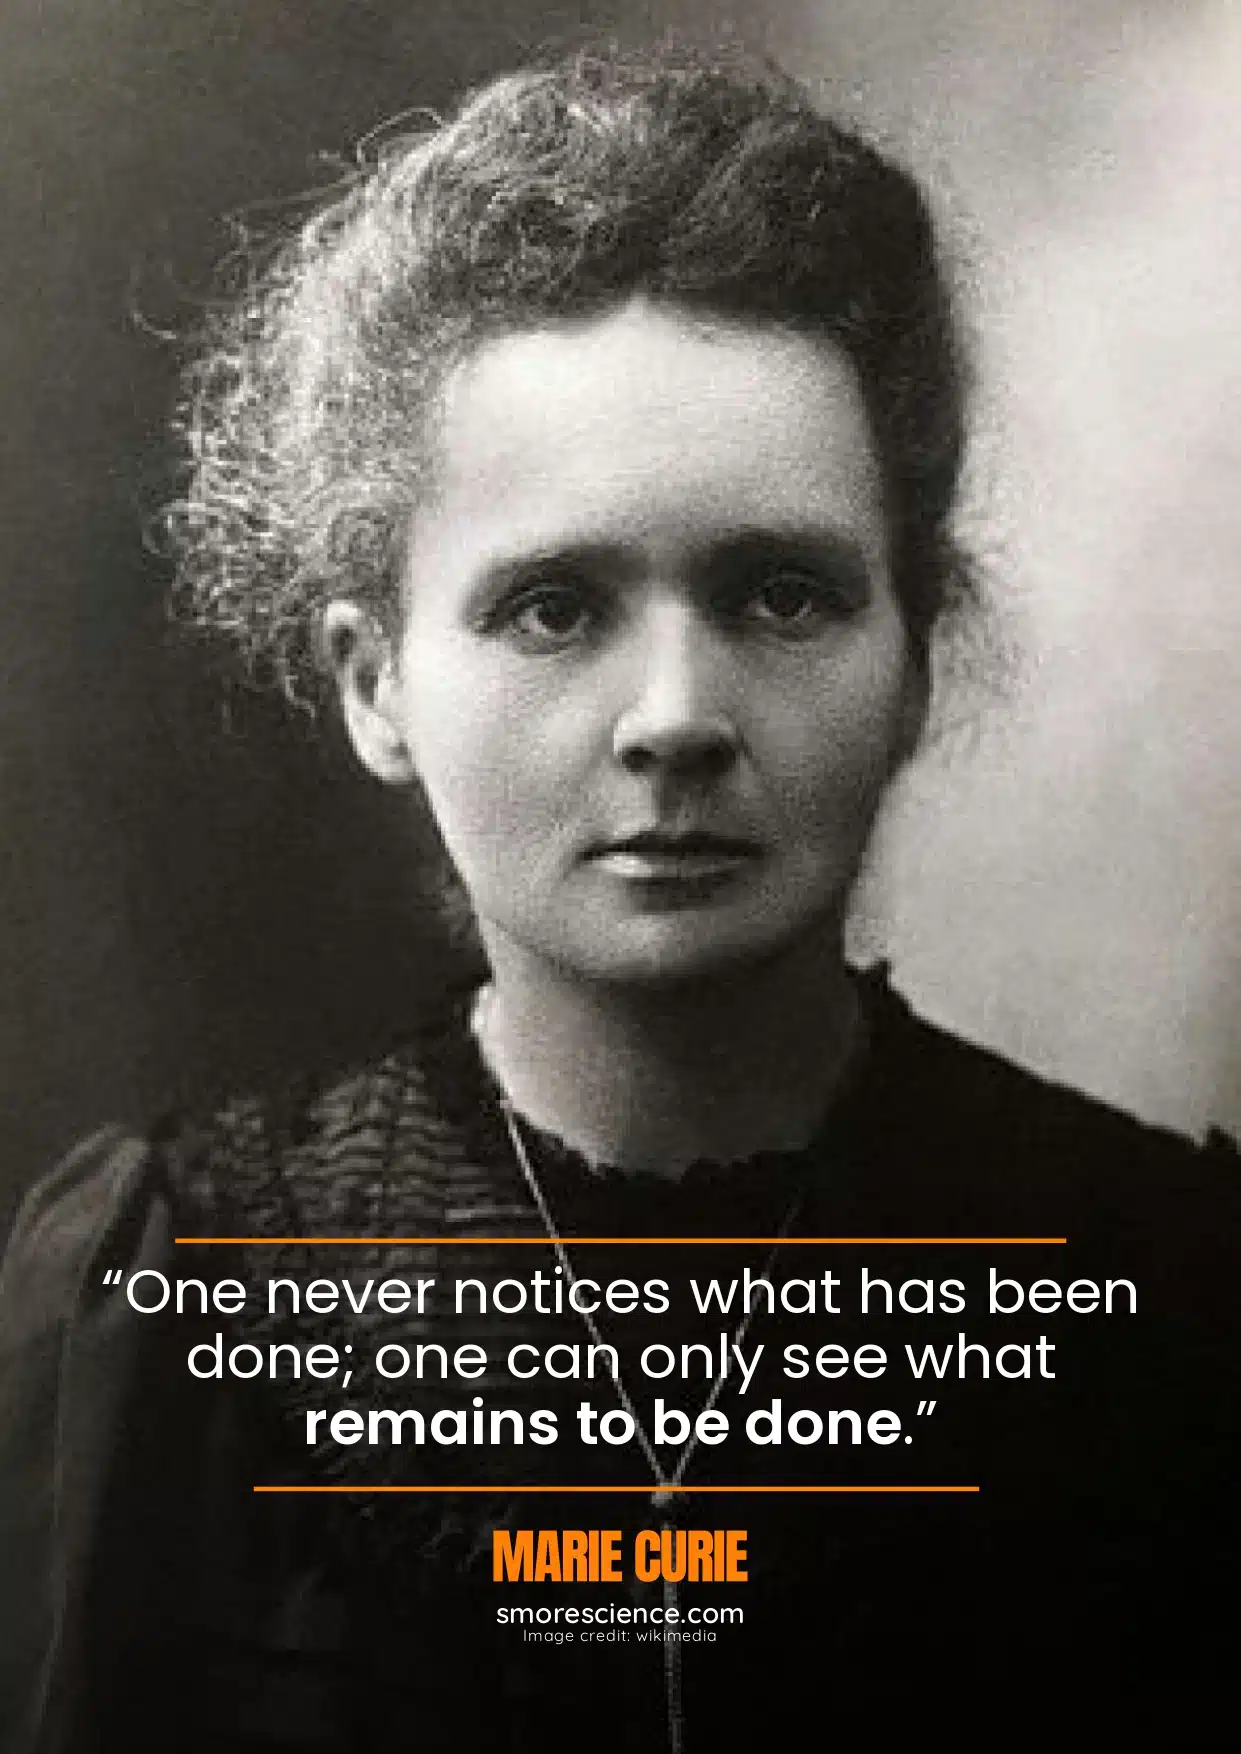 “One never notices what has been
done; one can only see what
remains to be done.”
MARIE CURIE
smorescience.com
Image credit: wikimedia